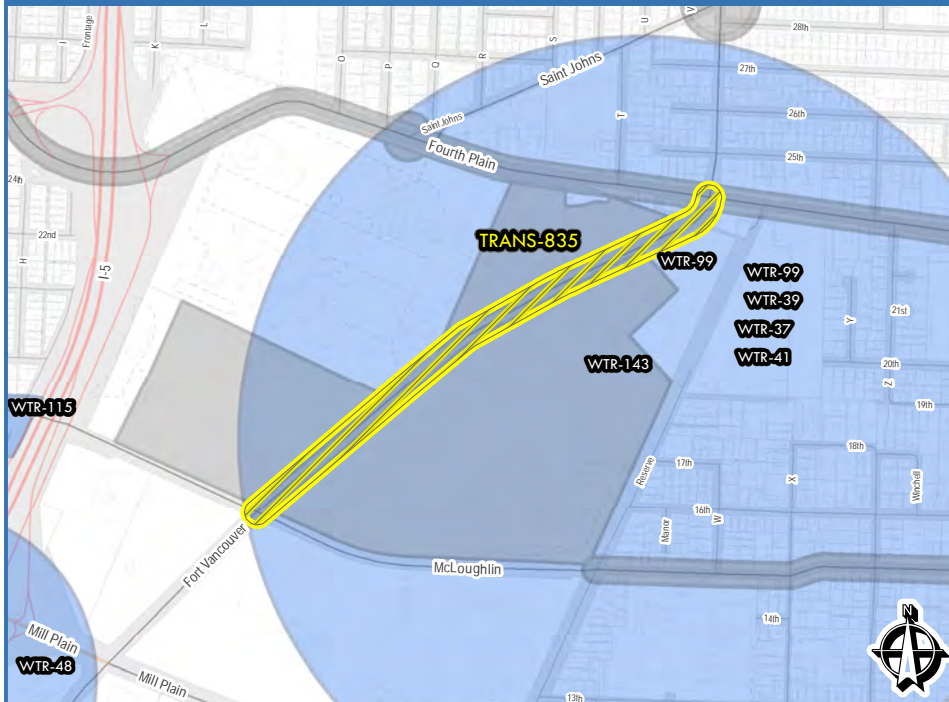 V
U
28th
L
I
Frontage
K
S
R
O
P
Q
27th
Saint Johns
T
26th
Saint Johns
Fourth Plain
25th
24th
22nd
H
I-5
TRANS-835
WTR-99
WTR-99
WTR-39
WTR-37
WTR-41
21st
Y
20th
Z
19th
WTR-143
WTR-115
18th
17th
X
Reserve
Winchell
16th
W
Manor
Fort Vancouver
McLoughlin
14th
N
Mill Plain
WTR-48
Mill Plain
13th